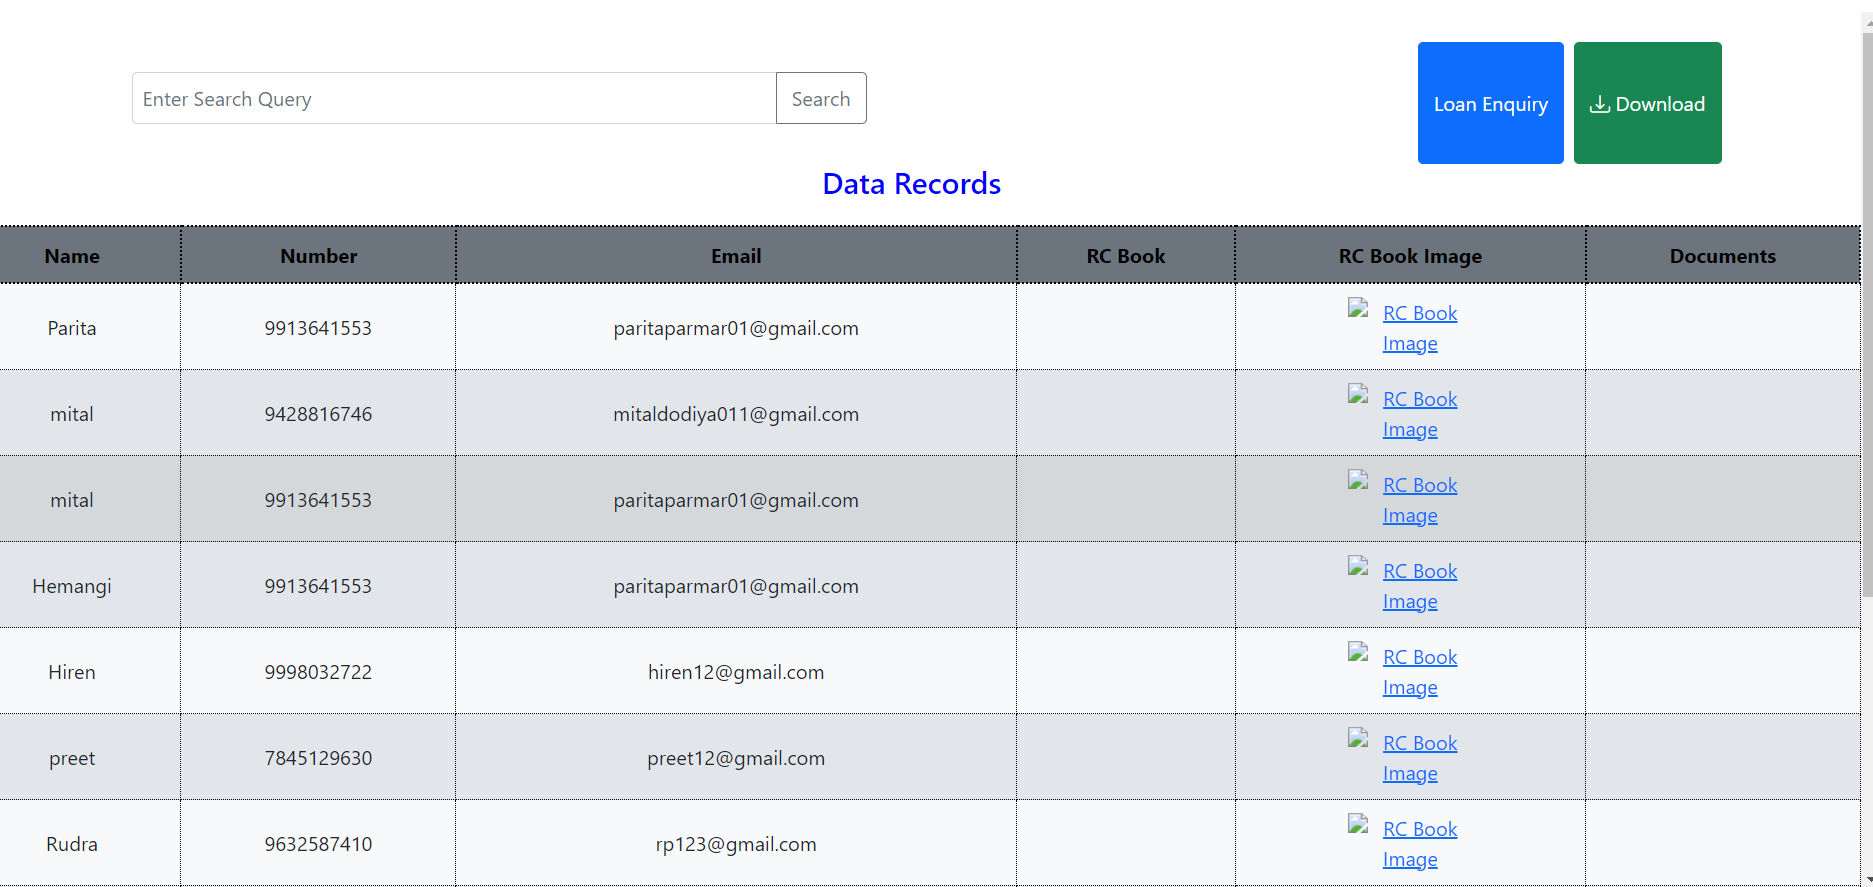 Enter Search Query Search
Loan Enquiry Download
Data Records
Name Number Email RC Book RC Book Image Documents
Parita 9913641553 paritaparmar01@gmail.com RC Book
Image
mital 9428816746 mitaldodiya011@gmail.com RC Book
Image
mital 9913641553 paritaparmar01@gmail.com RC Book
Image
Hemangi 9913641553 paritaparmar01@gmail.com RC Book
Image
Hiren 9998032722 hiren12@gmail.com RC Book
Image
preet 7845129630 preet12@gmail.com RC Book
Image
Rudra 9632587410 rp123@gmail.com RC Book
Image